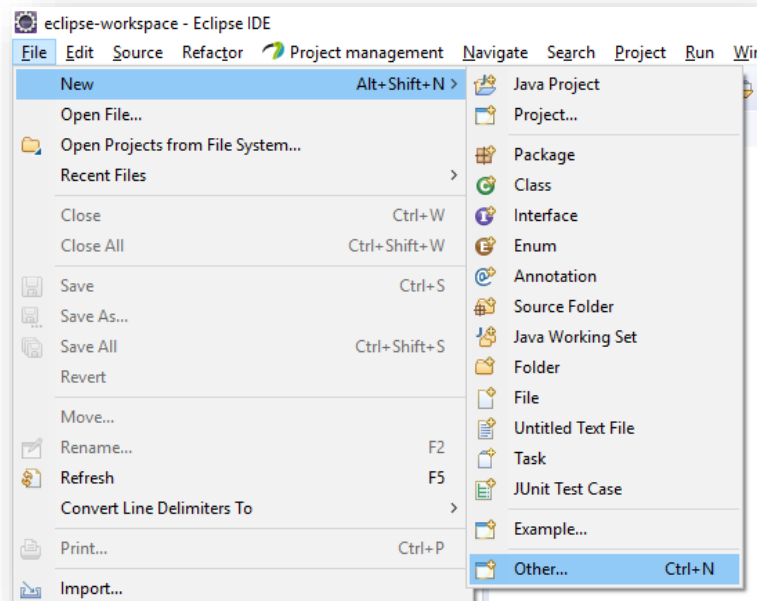 eclipse-workspace - Eclipse IDE
File Edit Source Refactor Project management Navigate Search Project Run
New Alt+Shift+N >
Open File...
Open Projects from File System...
Recent Files >
Close Ctrl+W
Close All Ctrl+Shift+W
Save Ctrl+S
Save As...
Save All Ctrl+Shift+S
Revert
Move...
Rename... F2
Refresh F5
Convert Line Delimiters To >
Print... Ctrl+P
Import...
Java Project
Project...
Package
Class
Interface
Enum
Annotation
Source Folder
Java Working Set
Folder
File
Untitled Text File
Task
JUnit Test Case
Example...
Other... Ctrl+N